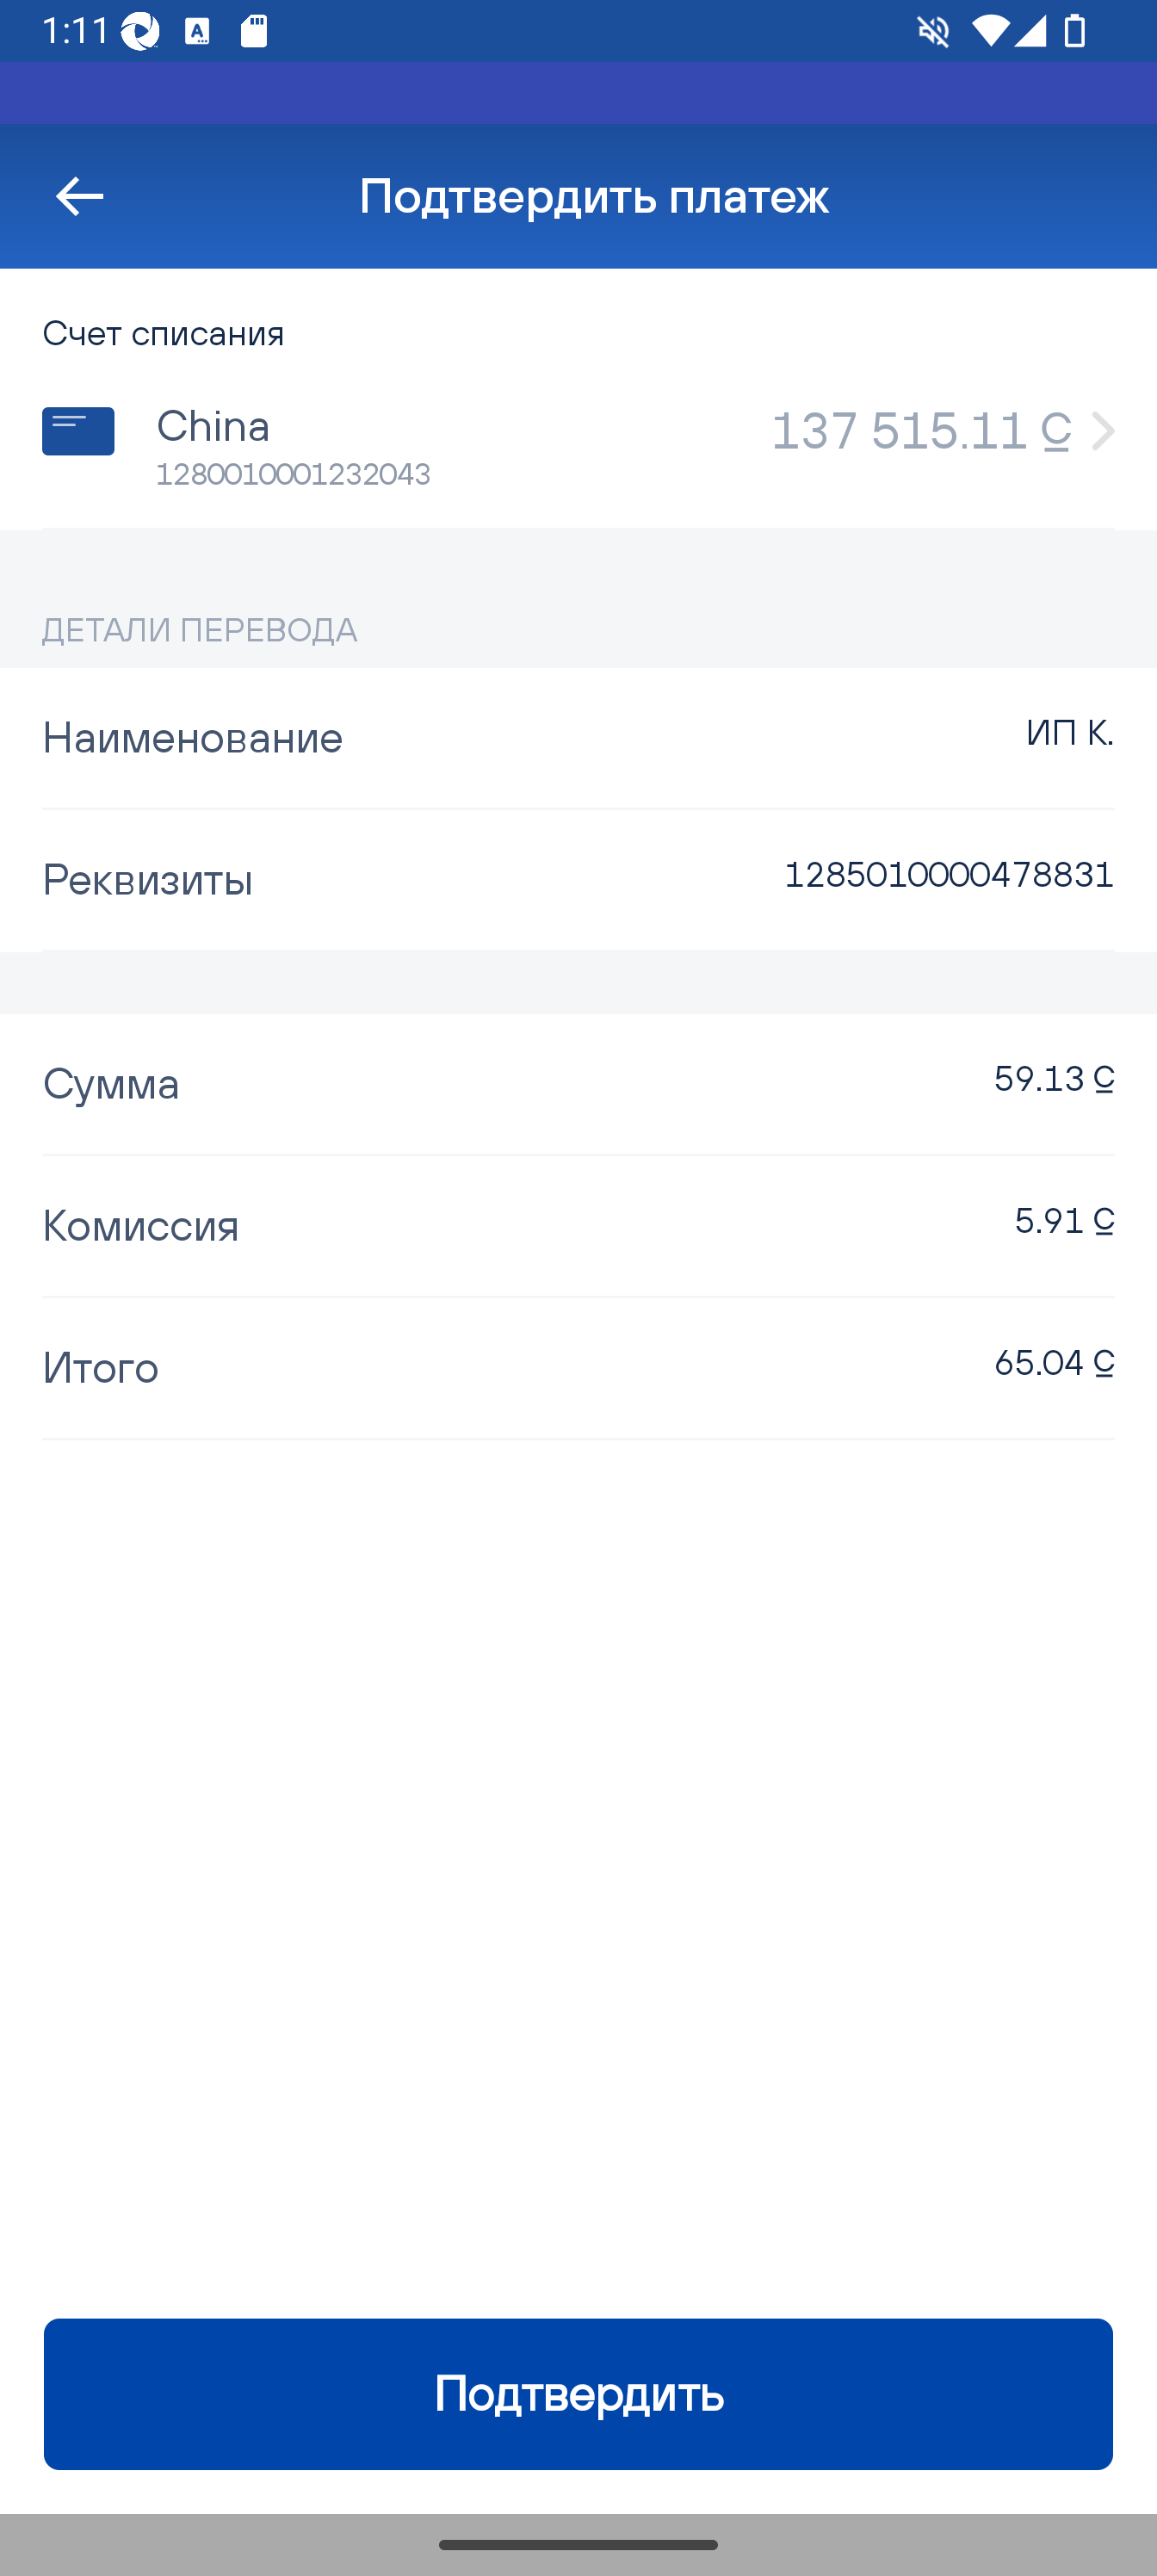 1:11
Подтвердить платеж
Счет списания
China
137 515.11 С
1280010001232043
ДЕТАЛИ ПЕРЕВОДА
Наименование
ИП К.
Реквизиты
1285010000478831
Сумма
59.13 С
Комиссия
5.91 С
Итого
65.04 С
Подтвердить